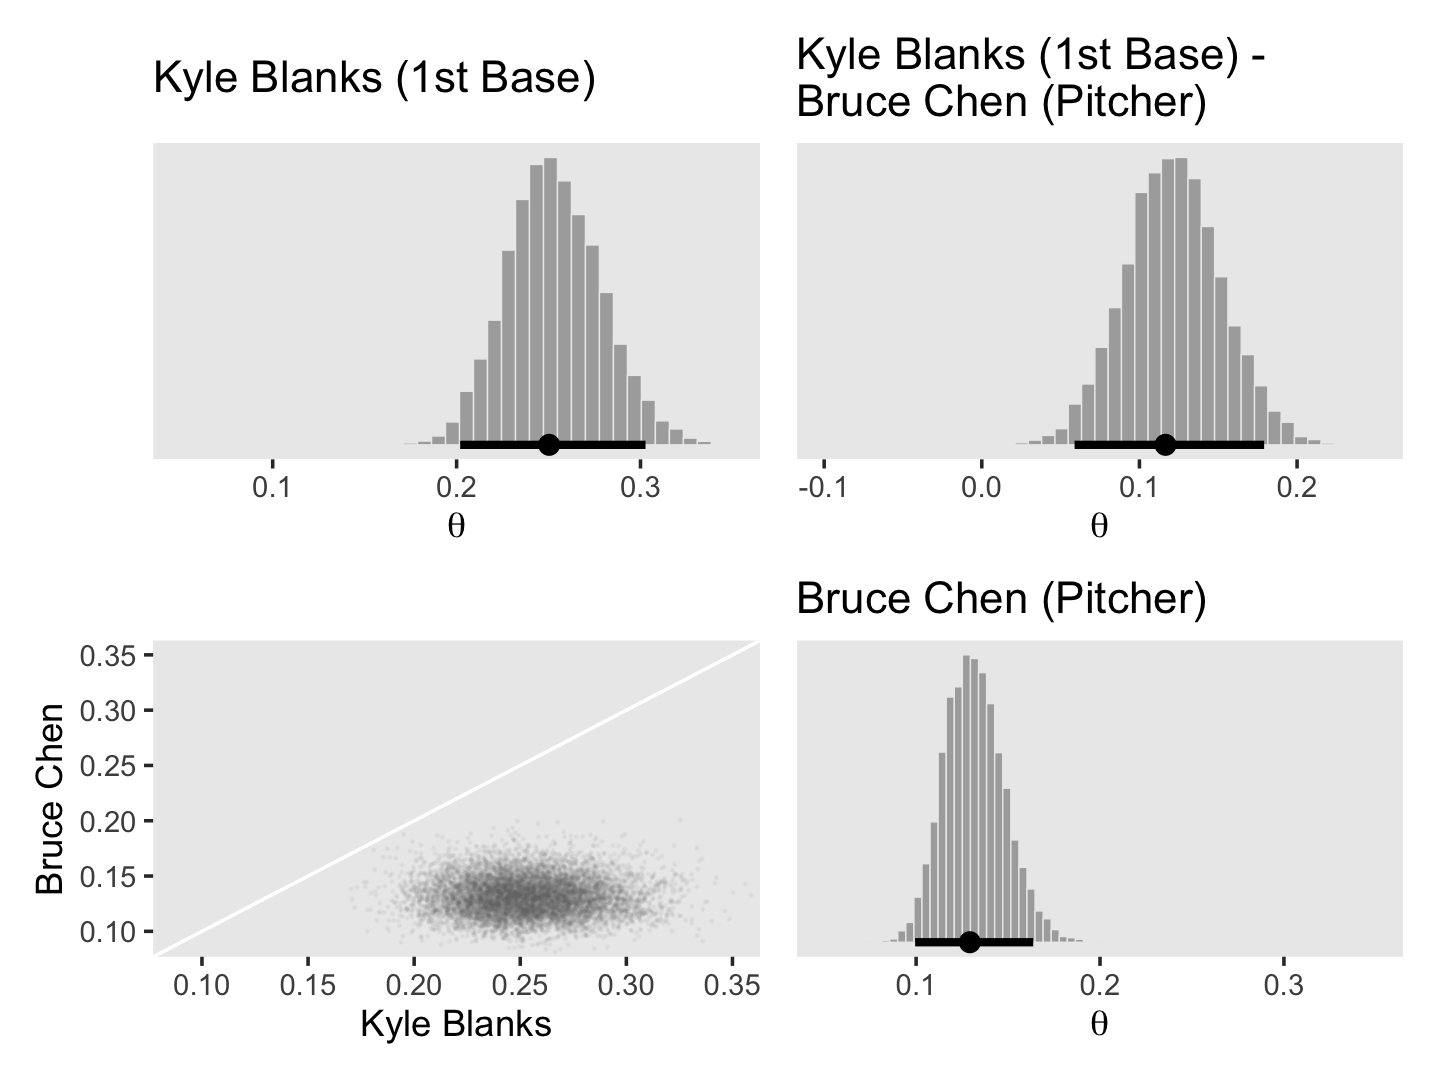 Kyle Blanks (1st Base)
0.1 0.2 0.3
θ
Kyle Blanks (1st Base) -
Bruce Chen (Pitcher)
-0.1 0.0 0.1 0.2
θ
Bruce Chen
0.35
0.30
0.25
0.20
0.15
0.10
0.10 0.15 0.20 0.25 0.30 0.35
Kyle Blanks
Bruce Chen (Pitcher)
0.1 0.2 0.3
θ